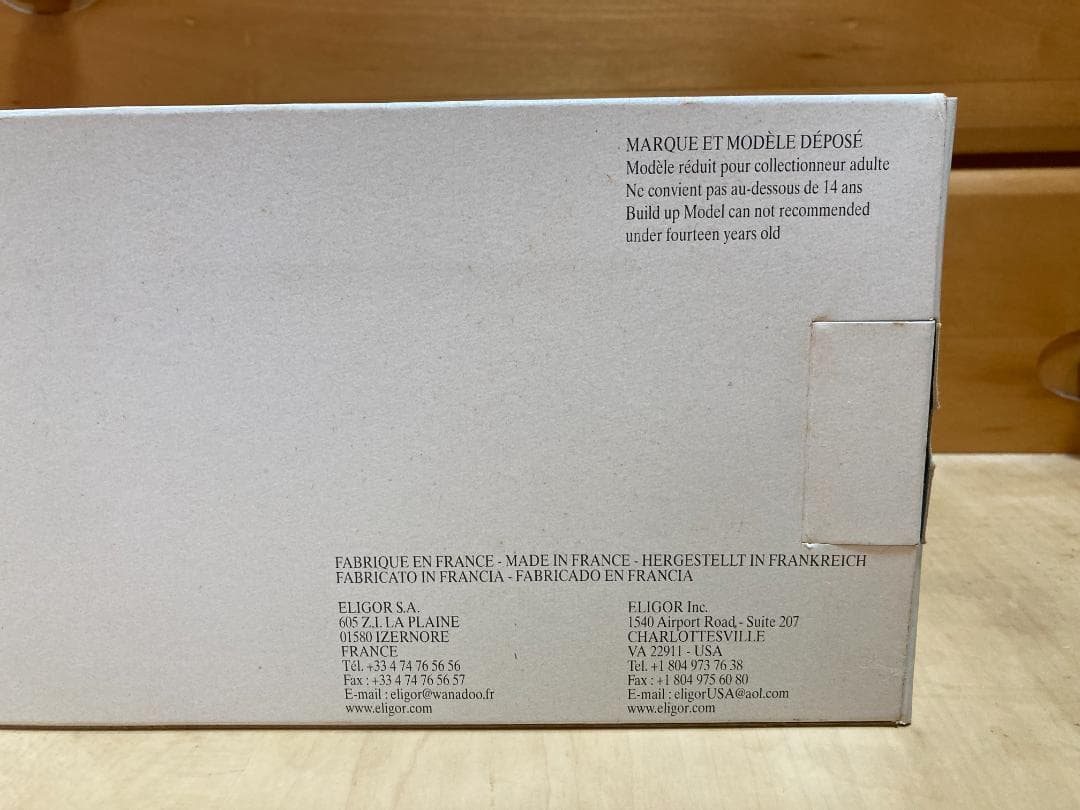 MARQUE ET MODÈLE DÉPOSÉ
Modèle réduit pour collectionneur adulte
Ne convient pas au-dessous de 14 ans
Build up Model can not recommended
under fourteen years old
FABRIQUE EN FRANCE - MADE IN FRANCE - HERGESTELLT IN FRANKREICH
FABRICATO IN FRANCIA - FABRICADO EN FRANCIA
ELIGOR S.A.
605 Z.I. LA PLAINE
01580 IZERNORE
FRANCE
Tél. +33 4 74 76 56 56
Fax : +33 4 74 76 56 57
E-mail : eligor@wanadoo.fr
www.eligor.com
ELIGOR Inc.
1540 Airport Road, - Suite 207
CHARLOTTESVILLE
VA 22911 - USA
Tel. +1 804 973 76 38
Fax : +1 804 975 60 80
E-mail : eligorUSA@aol.com
www.eligor.com